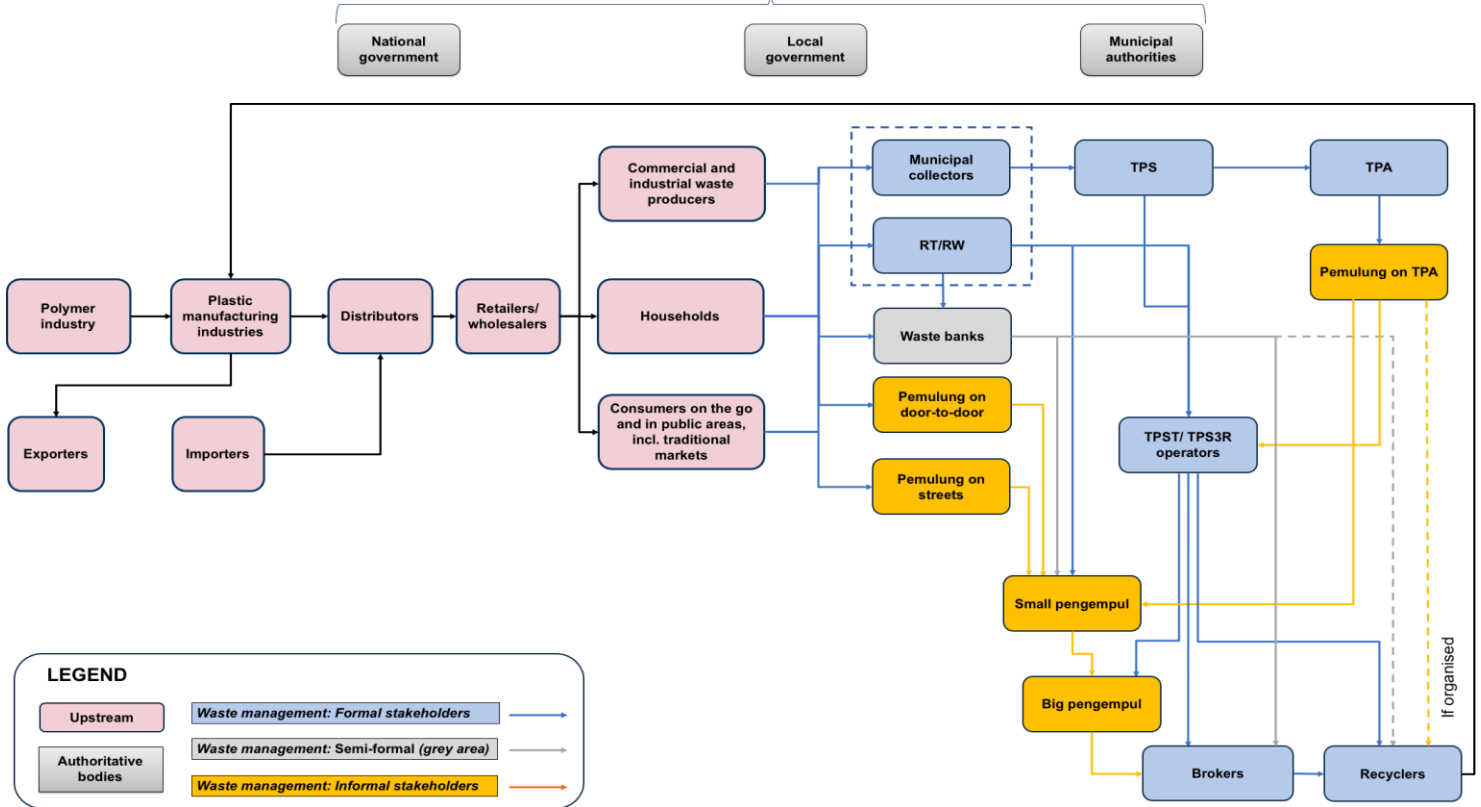 National
government
Local
government
Municipal
authorities
Commercial and
industrial waste
producers
Municipal
collectors
TPS
TPA
RT/RW
Pemulung on TPA
Polymer
industry
Plastic
manufacturing
industries
Distributors
Retailers/
wholesalers
Households
Waste banks
Pemulung on
door-to-door
Exporters
Importers
Consumers on the go
and in public areas,
incl. traditional
markets
TPST/ TPS3R
operators
Pemulung on
streets
Small pengempul
Big pengempul
If organised
Brokers
Recyclers
LEGEND
Upstream
Authoritative
bodies
Waste management: Formal stakeholders
Waste management: Semi-formal (grey area)
Waste management: Informal stakeholders